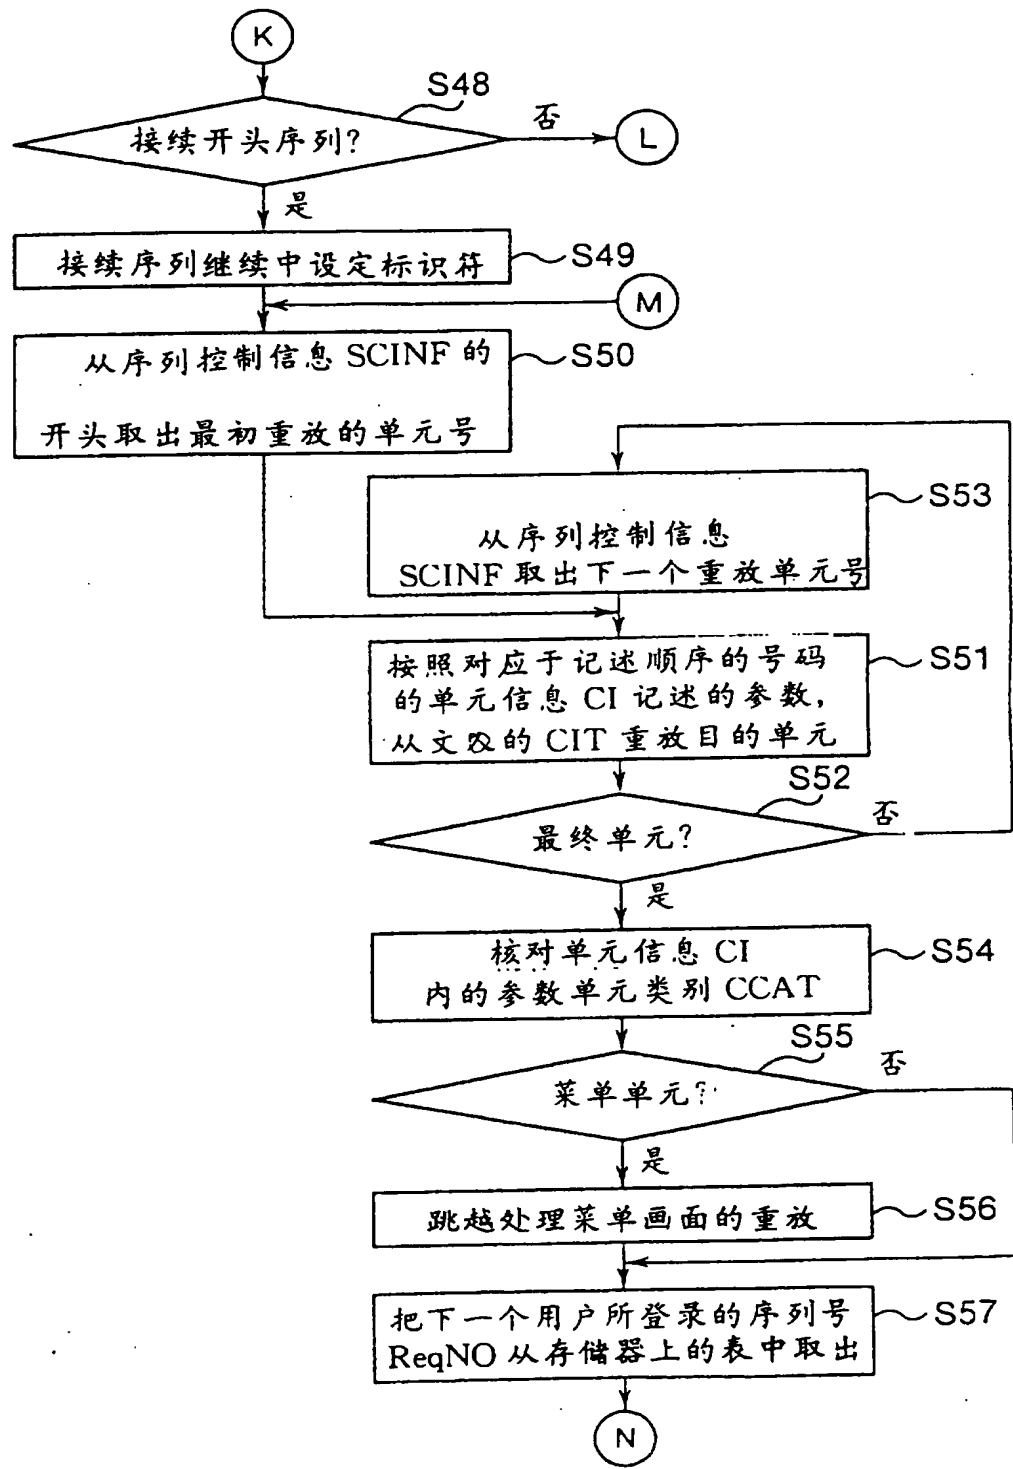 K
S48
接续开头序列?
否
L
是
接续序列继续中设定标识符
S49
M
从序列控制信息 SCINF 的
S50
开头取出最初重放的单元号
S53
从序列控制信息
SCINF 取出下一个重放单元号
按照对应于记述顺序的号码
S51
的单元信息 CI 记述的参数,
从文 的 CIT 重放目的单元
S52
最终单元?
否
是
核对单元信息 CI
S54
内的参数单元类别 CCAT
S55
菜单单元?
否
是
跳越处理菜单画面的重放
S56
把下一个用户所登录的序列号
S57
ReqNO 从存储器上的表中取出
N